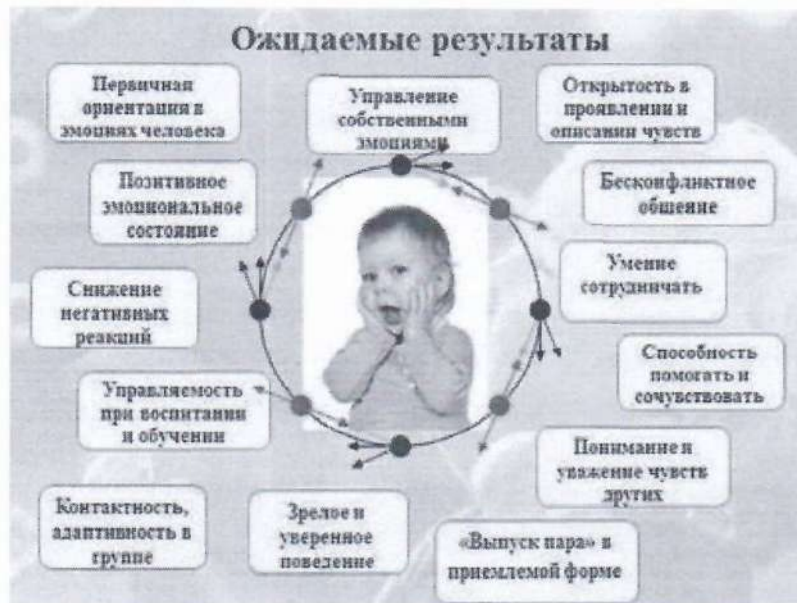 Ожидаемые результаты
Первичная
ориентация в
эмоциях человека
Управление
собственными
эмоциями
Открытость в
проявлении и
описании чувств
Позитивное
эмоциональное
состояние
Бесконфликтное
общение
Снижение
негативных
реакций
Умение
сотрудничать
Управляемость
при воспитании
и обучении
Способность
помогать и
сочувствовать
Понимание и
уважение чувств
других
Контактность,
адаптивность в
группе
Зрелое и
уверенное
поведение
«Выпуск пара» в
приемлемой форме